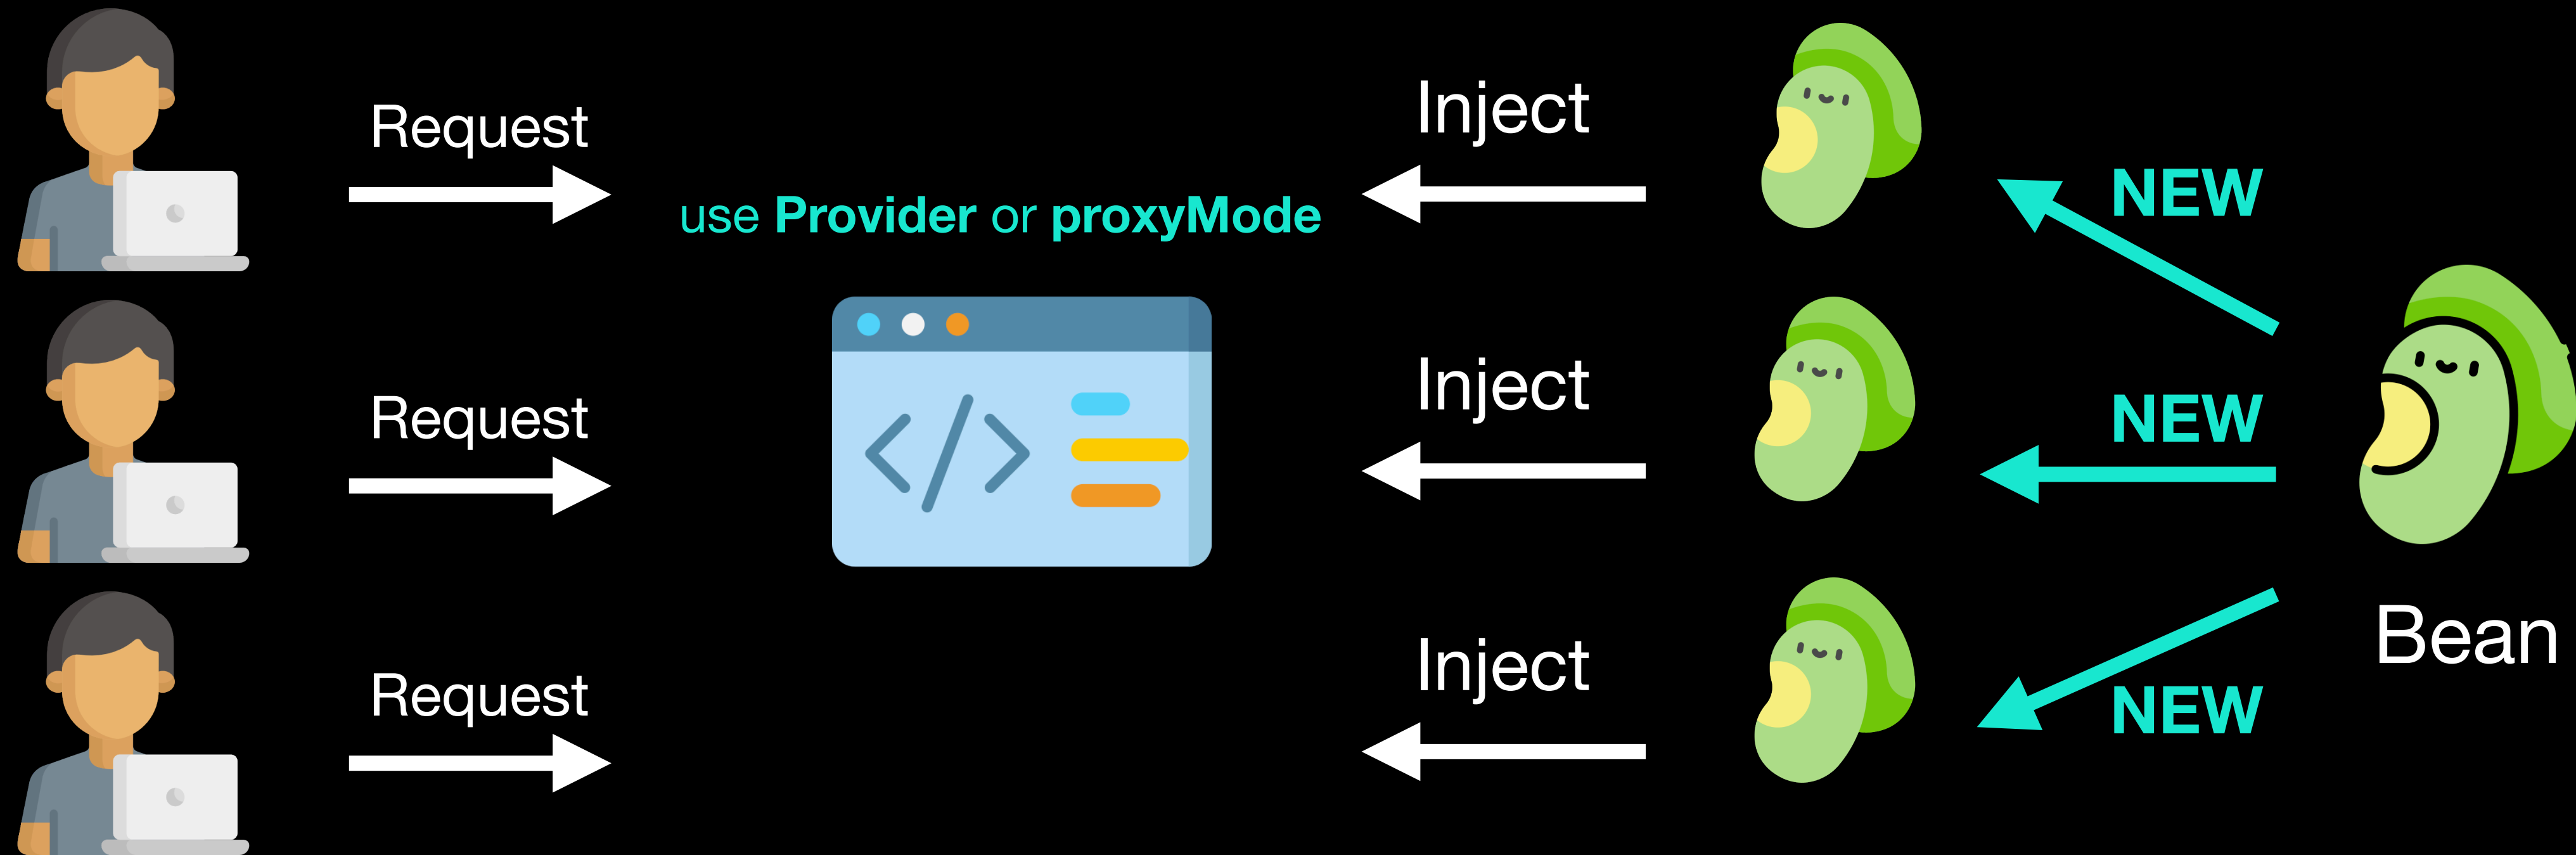 Request
use Provider or proxyMode
Inject
NEW
Request
Inject
NEW
Request
Inject
NEW
Bean